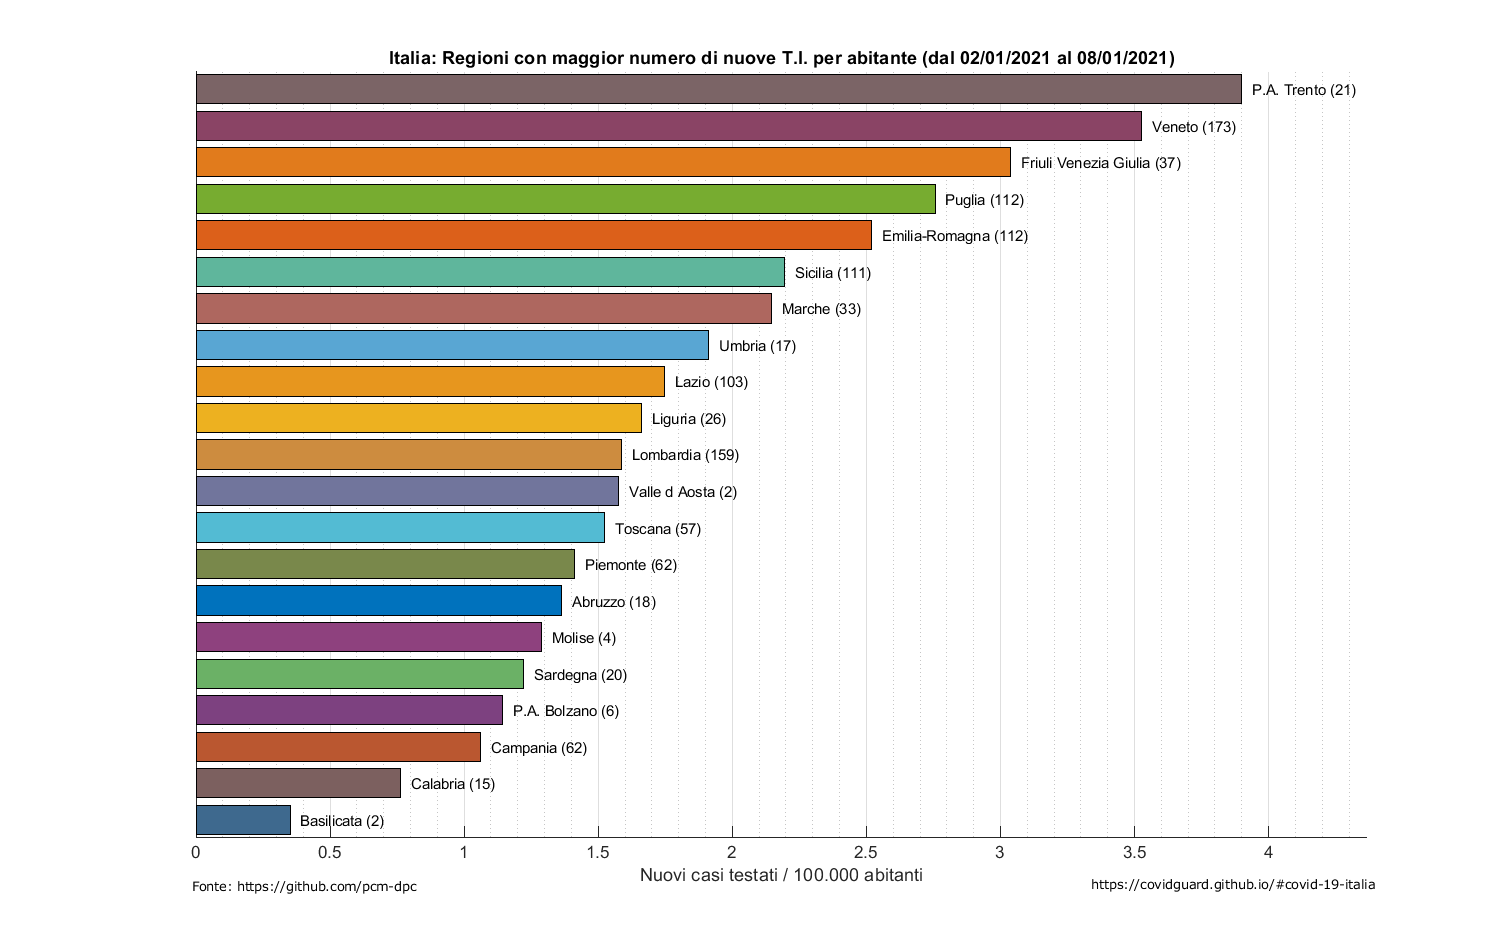 Italia: Regioni con maggior numero di nuove T.I. per abitante (dal 02/01/2021 al 08/01/2021)
P.A. Trento (21)
Veneto (173)
Friuli Venezia Giulia (37)
Puglia (112)
Emilia-Romagna (112)
Sicilia (111)
Marche (33)
Umbria (17)
Lazio (103)
Liguria (26)
Lombardia (159)
Valle d Aosta (2)
Toscana (57)
Piemonte (62)
Abruzzo (18)
Molise (4)
Sardegna (20)
P.A. Bolzano (6)
Campania (62)
Calabria (15)
Basilicata (2)
0 0.5 1 1.5 2 2.5 3 3.5 4
Nuovi casi testati / 100.000 abitanti
Fonte: https://github.com/pcm-dpc
https://covidguard.github.io/#covid-19-italia